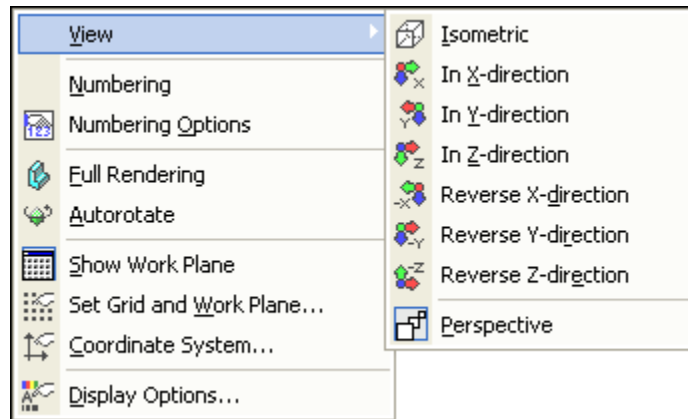 View
Numbering
Numbering Options
Full Rendering
Autorotate
Show Work Plane
Set Grid and Work Plane...
Coordinate System...
Display Options...
Isometric
In X-direction
In Y-direction
In Z-direction
Reverse X-direction
Reverse Y-direction
Reverse Z-direction
Perspective